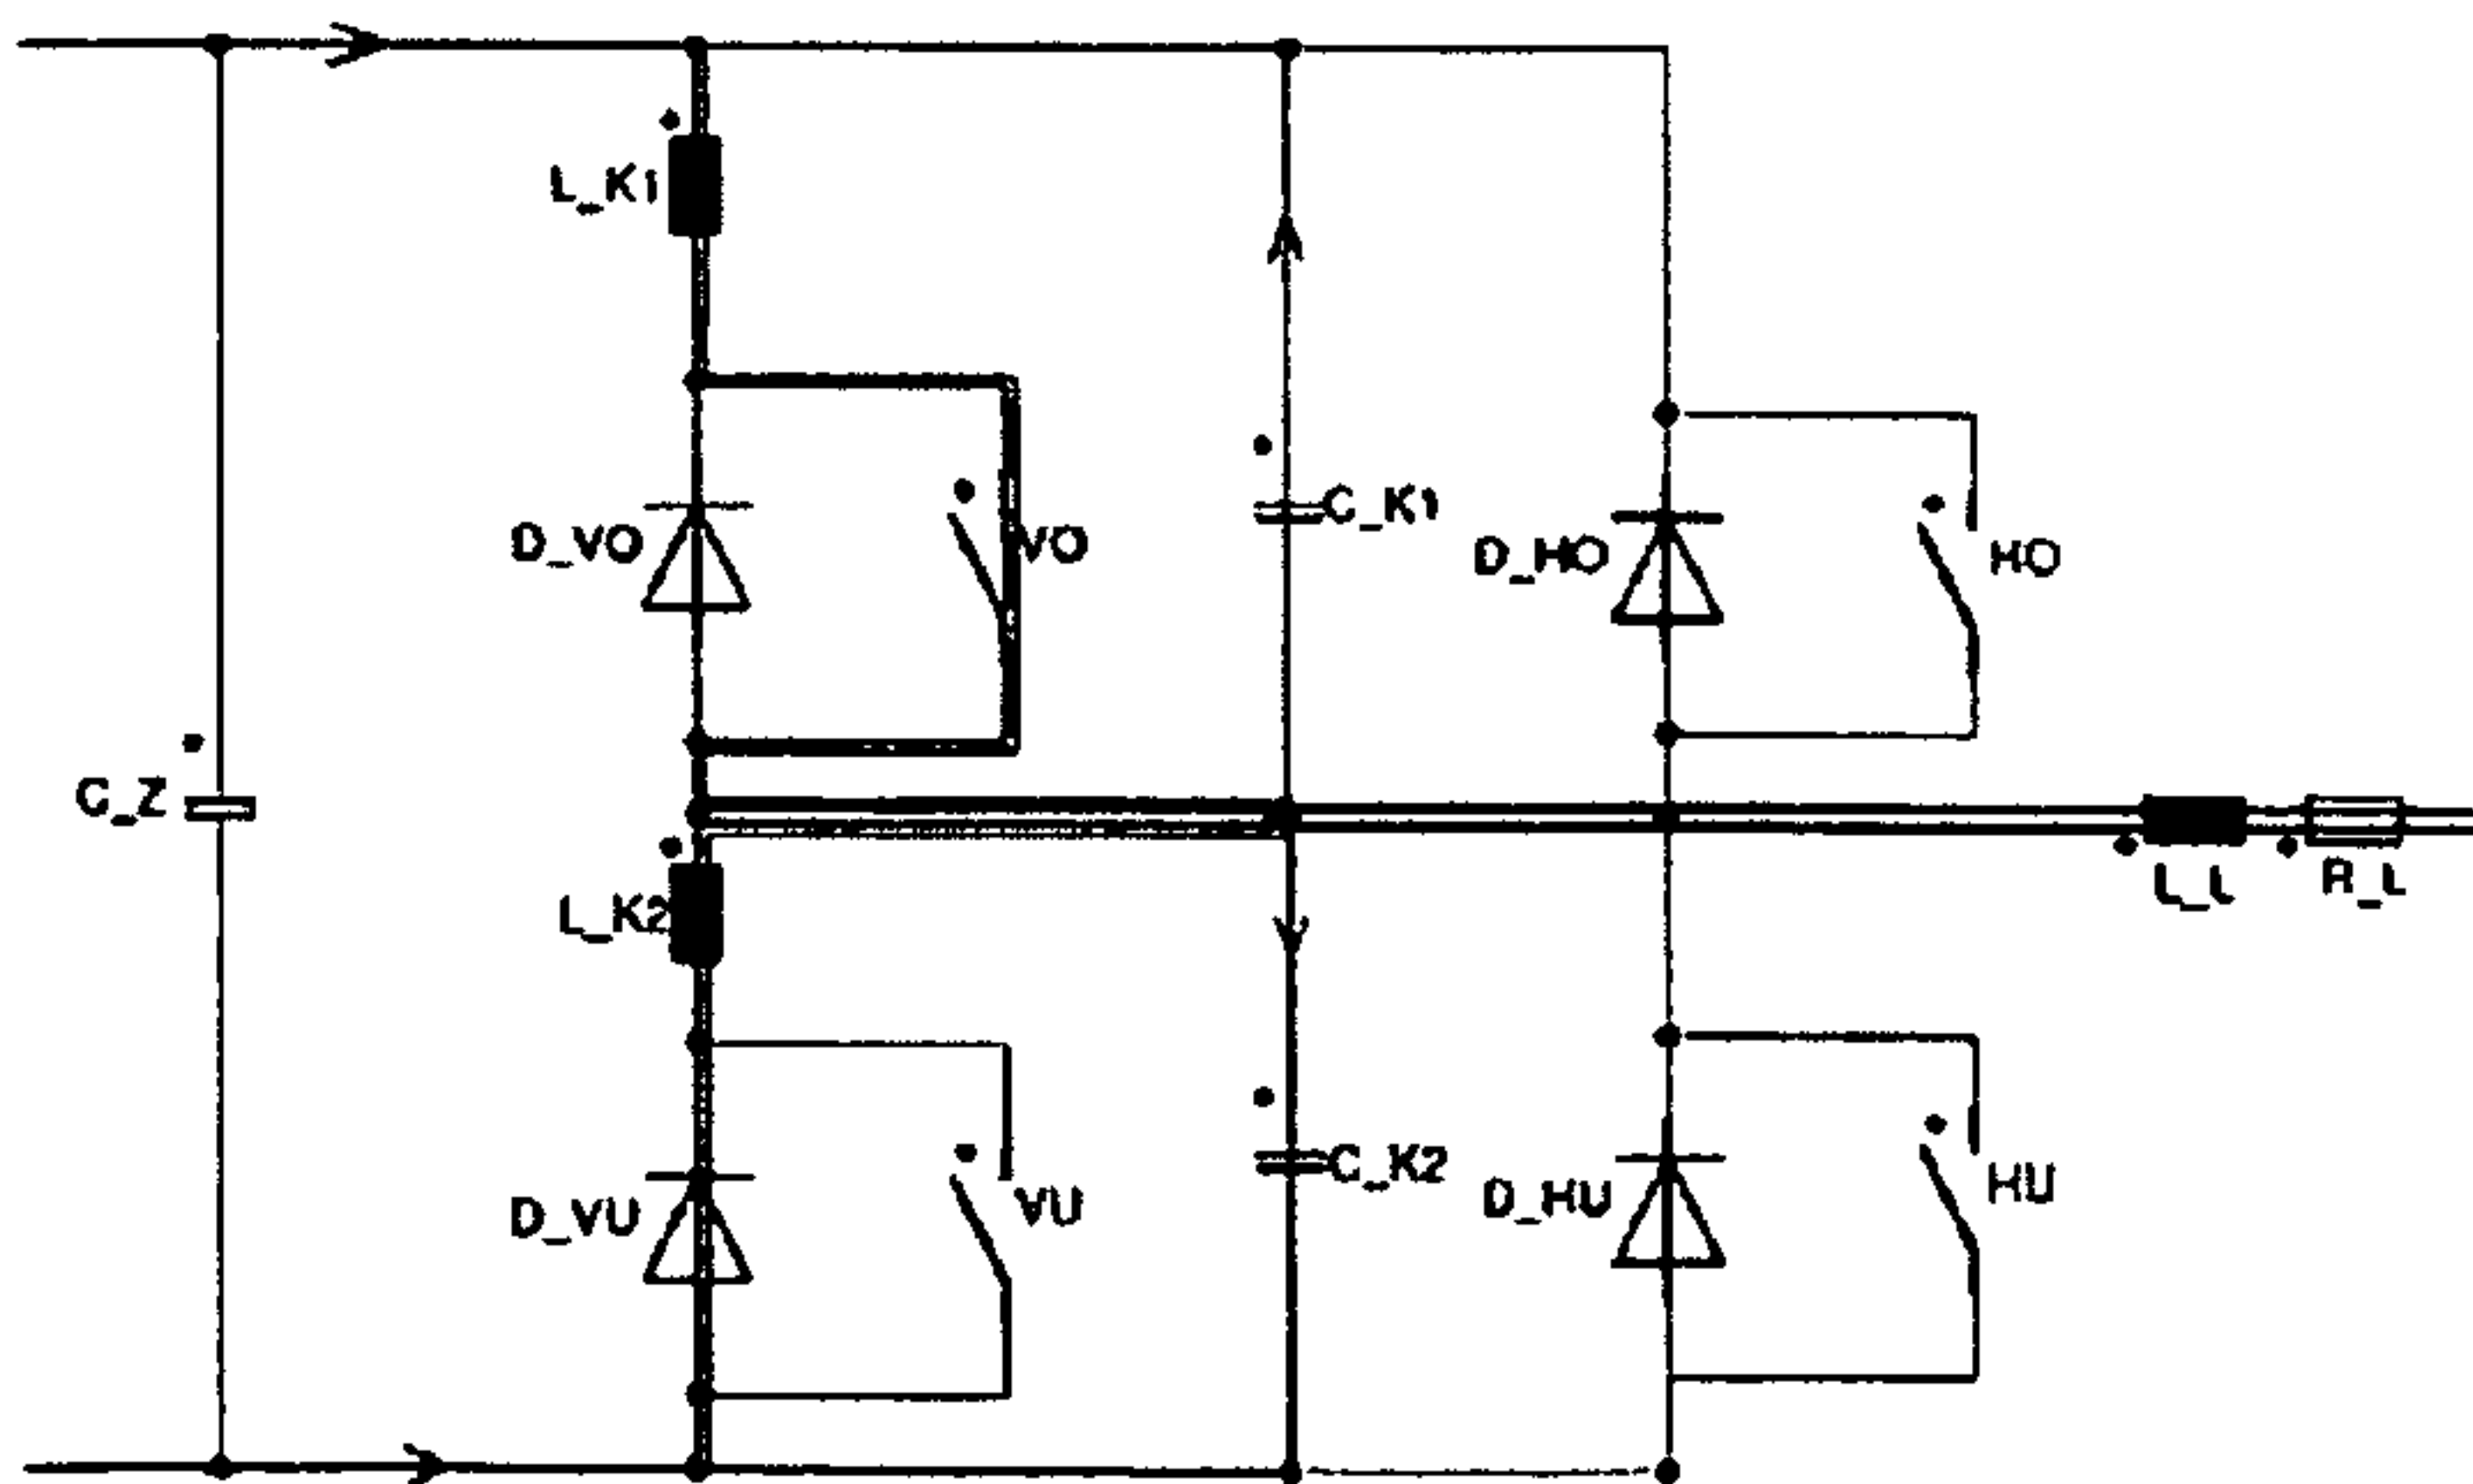 L_K1
D_VO
VO
C_K1
D_HO
HO
C_Z
L_K2
L_L
R_L
D_VU
VU
C_K2
D_HU
HU